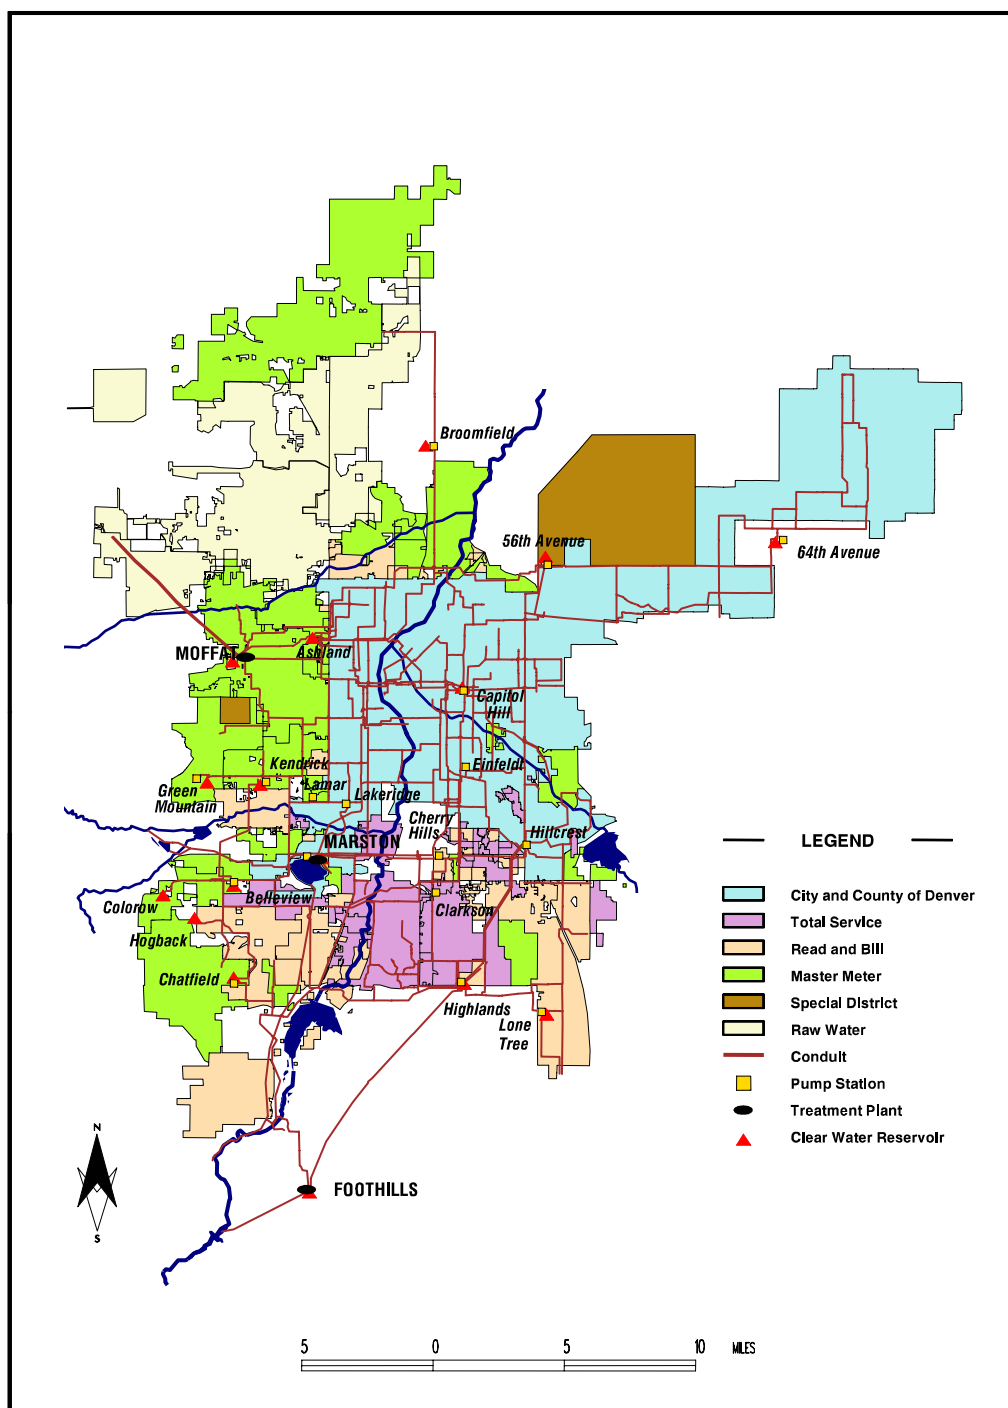 Broomfield
56th Avenue
64th Avenue
MOFFAT
Ashland
Capitol
Hill
Kendrick
Einfeldt
Green
Mountain
Lamar
Lakeridge
Cherry
Hills
Hillcrest
MARSTON
LEGEND
City and County of Denver
Total Service
Read and Bill
Master Meter
Special District
Raw Water
Conduit
Pump Station
Treatment Plant
Clear Water Reservoir
Colorow
Belleview
Clarkson
Hogback
Chatfield
Highlands
Lone
Tree
N
S
FOOTHILLS
5 0 5 10 MILES